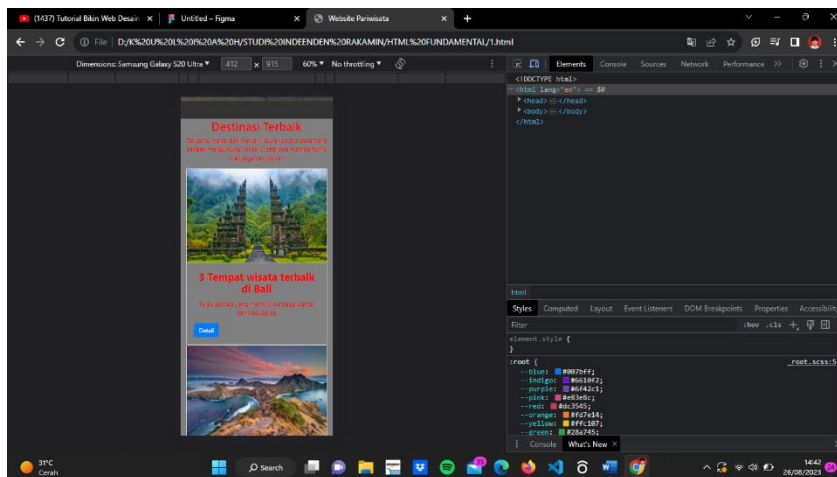 (1437) Tutorial Bikin Web Desain
Untitled – Figma
Website Pariwisata
File
D:/K%20U%20L%20I%20A%20H/STUDI%20INDEENDEN%20RAKAMIN/HTML%20FUNDAMENTAL/1.html
Dimensions: Samsung Galaxy S20 Ultra
412
x
915
60%
No throttling
Elements
Console
Sources
Network
Performance
<!DOCTYPE html>
<html lang="en"> == $0
<head>
</head>
<body>
</body>
</html>
Destinasi Terbaik
3 Tempat wisata terbaik
di Bali
Detail
html
Styles
Computed
Layout
Event Listeners
DOM Breakpoints
Properties
Accessibility
Filter
:hov
.cls
element.style {
}
:root {
_root.scss:5
--blue: #007bff;
--indigo: #6610f2;
--purple: #6f42c1;
--pink: #e83e8c;
--red: #dc3545;
--orange: #fd7e14;
--yellow: #ffc107;
--green: #28a745;
Console
What's New
31°C
Cerah
Search
14:42
26/08/2023